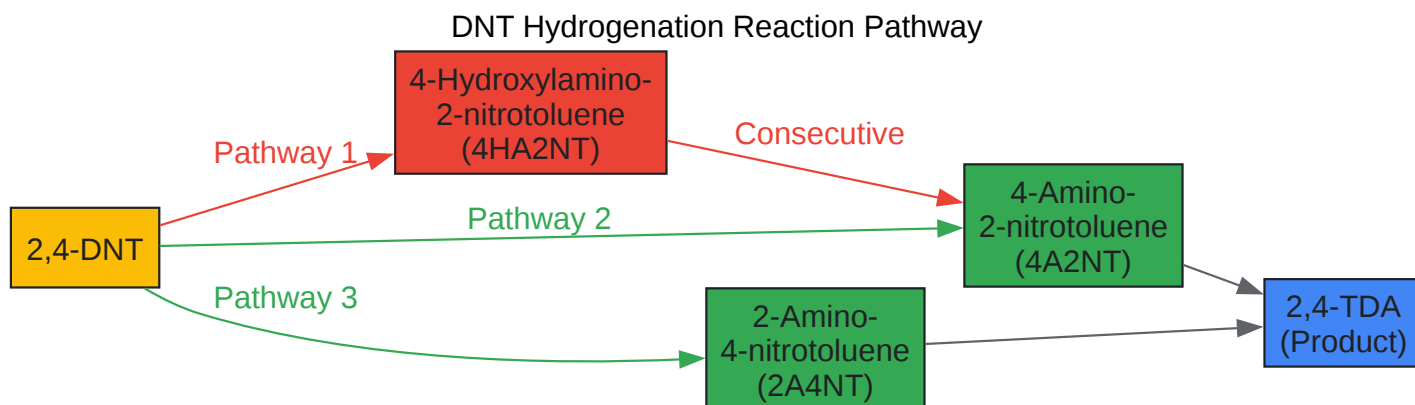 DNT Hydrogenation Reaction Pathway
4-Hydroxylamino-
2-nitrotoluene
(4HA2NT)
Pathway 1
Consecutive
4-Amino-
2-nitrotoluene
(4A2NT)
Pathway 2
2,4-DNT
Pathway 3
2-Amino-
4-nitrotoluene
(2A4NT)
2,4-TDA
(Product)